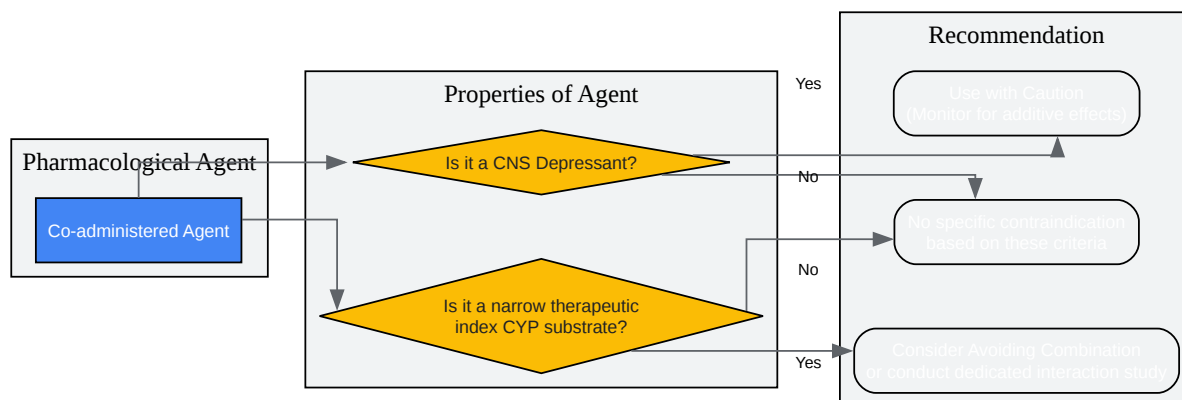 Pharmacological Agent
Co-administered Agent
Properties of Agent
Is it a CNS Depressant?
Is it a narrow therapeutic
index CYP substrate?
Yes
No
No
Yes
Recommendation
Use with Caution
(Monitor for additive effects)
No specific contraindication
based on these criteria
Consider Avoiding Combination
or conduct dedicated interaction study